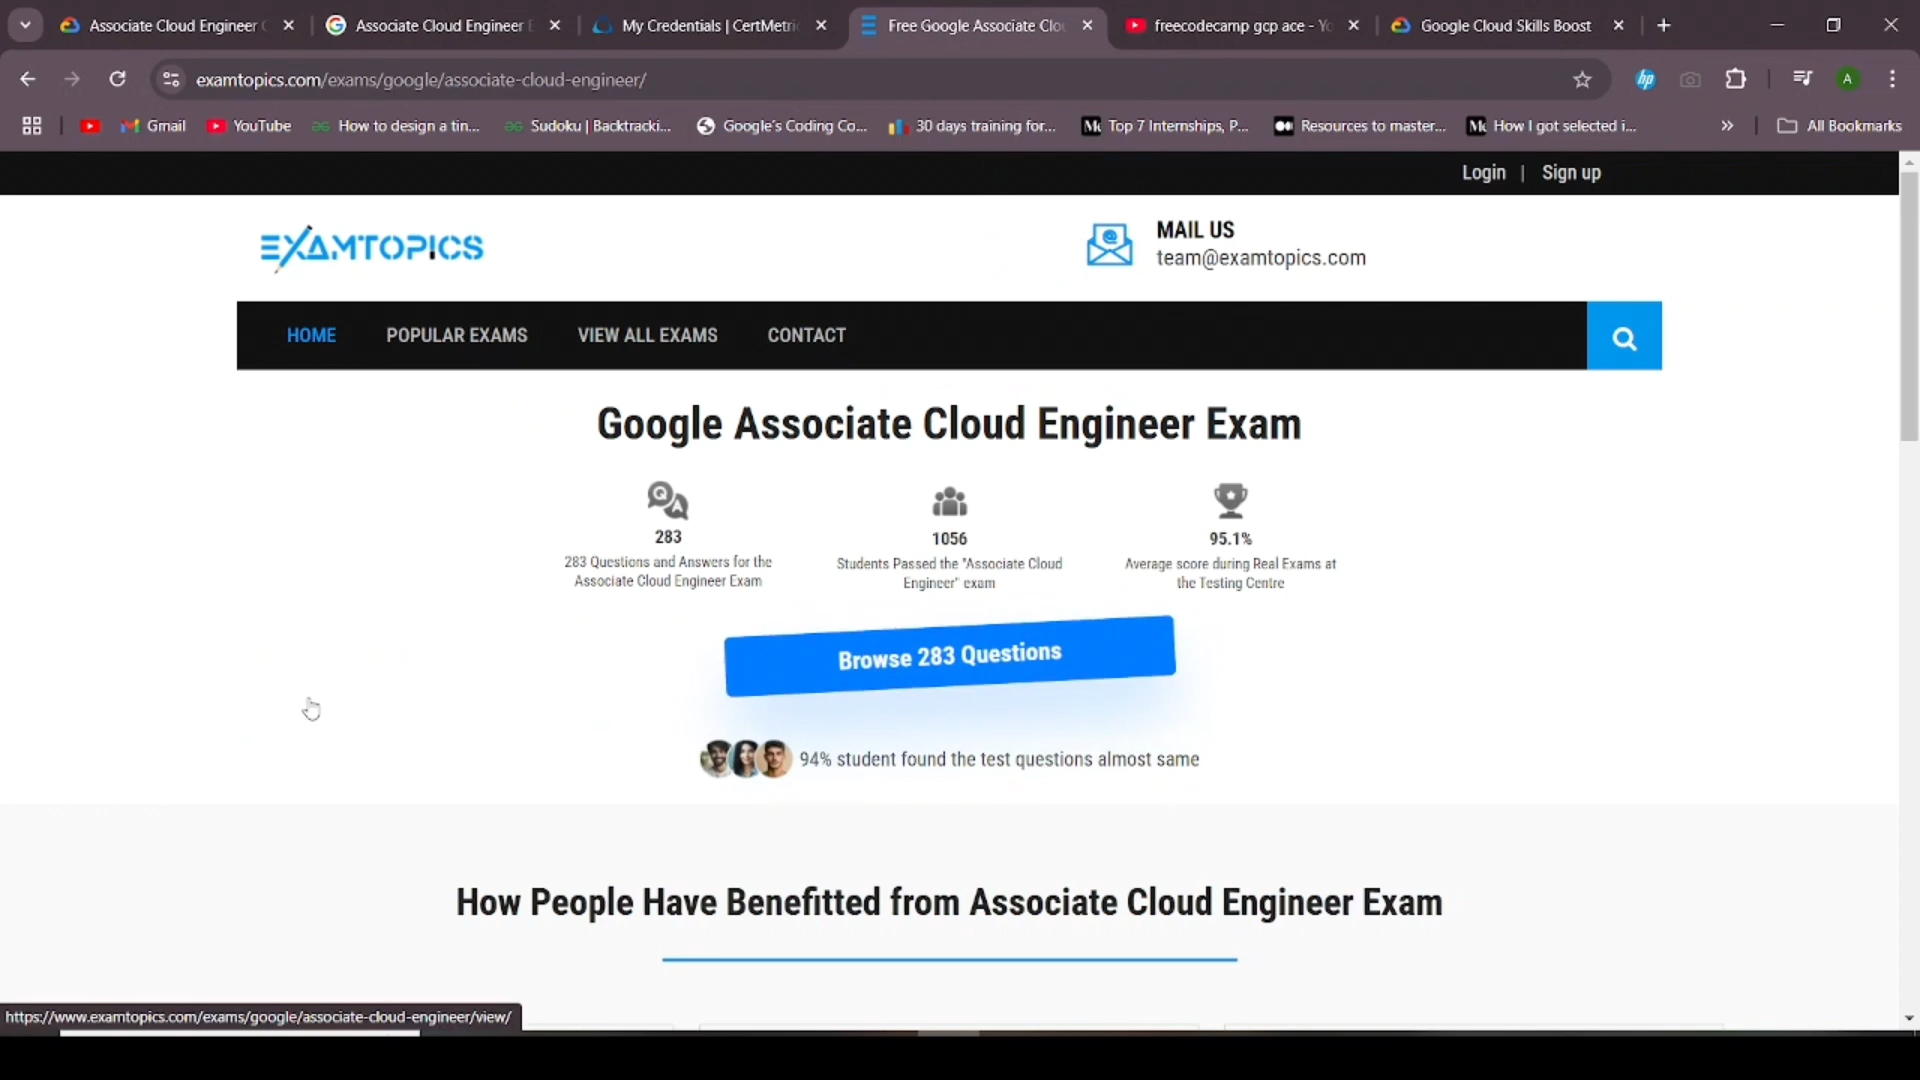 Associate Cloud Engineer C
Associate Cloud Engineer E
My Credentials | CertMetric
Free Google Associate Clou
freecodecamp gcp ace - Yo
Google Cloud Skills Boost
examtopics.com/exams/google/associate-cloud-engineer/
hp
A
Gmail
YouTube
How to design a tin...
Sudoku | Backtracki...
Google's Coding Co...
30 days training for...
Top 7 Internships, P...
Resources to master...
How I got selected i...
All Bookmarks
Login | Sign up
EXAMTOPICS
MAIL US
team@examtopics.com
HOME
POPULAR EXAMS
VIEW ALL EXAMS
CONTACT
Google Associate Cloud Engineer Exam
283
283 Questions and Answers for the
Associate Cloud Engineer Exam
1056
Students Passed the "Associate Cloud
Engineer" exam
95.1%
Average score during Real Exams at
the Testing Centre
Browse 283 Questions
94% student found the test questions almost same
How People Have Benefitted from Associate Cloud Engineer Exam
https://www.examtopics.com/exams/google/associate-cloud-engineer/view/